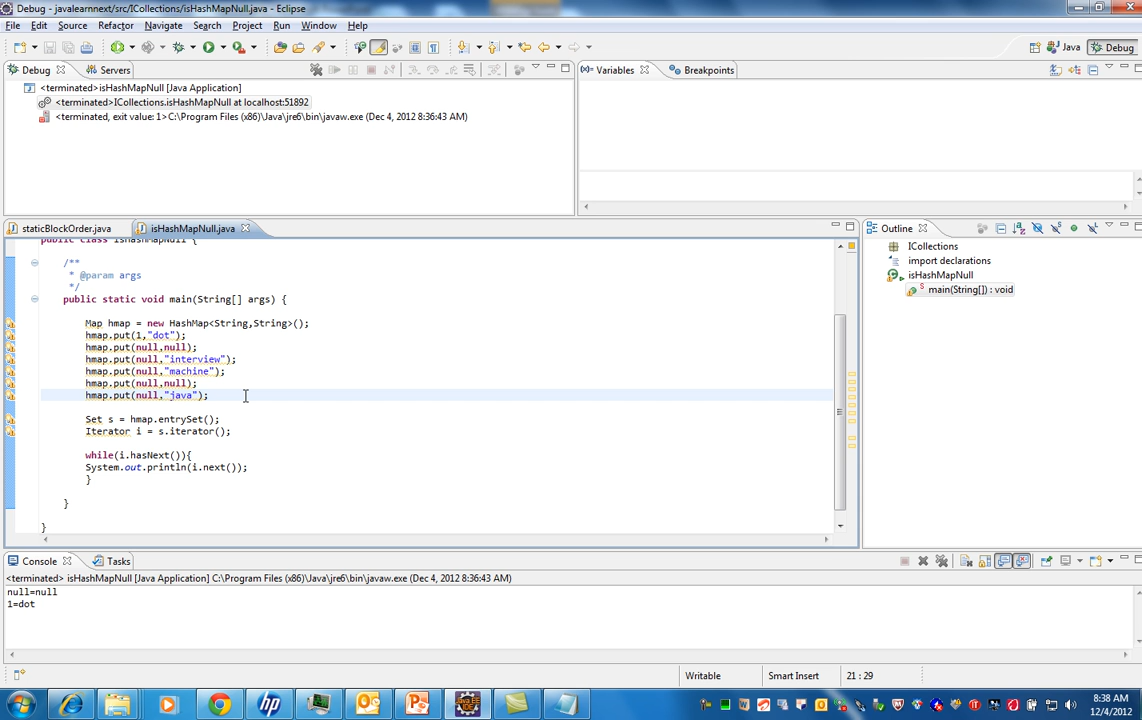 Debug - javalearnnext/src/ICollections/isHashMapNull.java - Eclipse
File Edit Source Refactor Navigate Search Project Run Window Help
Java Debug
Debug Servers
(x)= Variables Breakpoints
<terminated>isHashMapNull [Java Application]
<terminated>ICollections.isHashMapNull at localhost:51892
<terminated, exit value: 1>C:\Program Files (x86)\Java\jre6\bin\javaw.exe (Dec 4, 2012 8:36:43 AM)
staticBlockOrder.java isHashMapNull.java
Outline
public class isHashMapNull {
/**
* @param args
*/
public static void main(String[] args) {
Map hmap = new HashMap<String,String>();
hmap.put(1,"dot");
hmap.put(null,null);
hmap.put(null,"interview");
hmap.put(null,"machine");
hmap.put(null,null);
hmap.put(null,"java");
Set s = hmap.entrySet();
Iterator i = s.iterator();
while(i.hasNext()){
System.out.println(i.next());
}
}
}
ICollections
import declarations
isHashMapNull
main(String[]) : void
Console Tasks
<terminated> isHashMapNull [Java Application] C:\Program Files (x86)\Java\jre6\bin\javaw.exe (Dec 4, 2012 8:36:43 AM)
null=null
1=dot
Writable Smart Insert 21 : 29
8:38 AM
12/4/2012